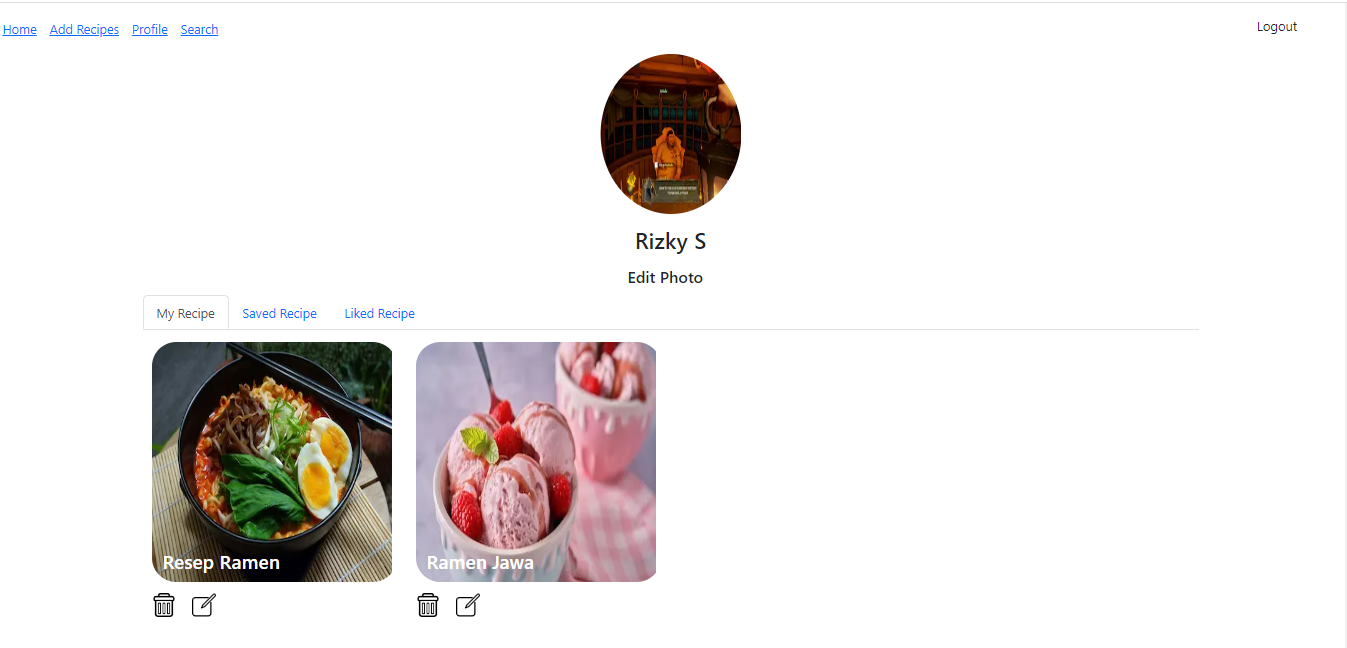 Home Add Recipes Profile Search Logout
Rizky S
Edit Photo
My Recipe Saved Recipe Liked Recipe
Resep Ramen Ramen Jawa